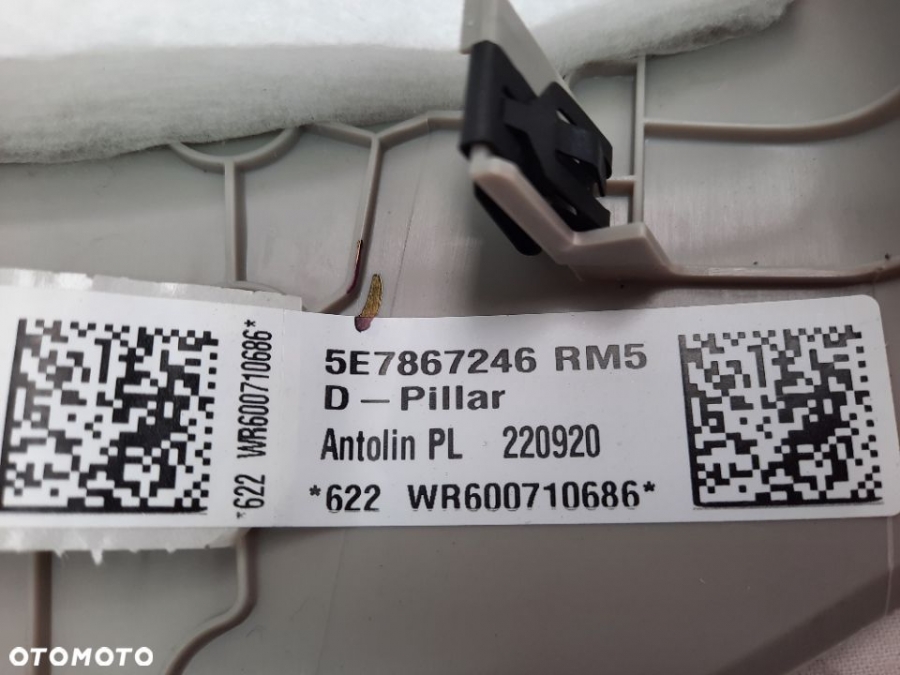 *622 WR600710686*
5E7867246 RM5
D – Pillar
Antolin PL 220920
*622 WR600710686*
OTOMOTO